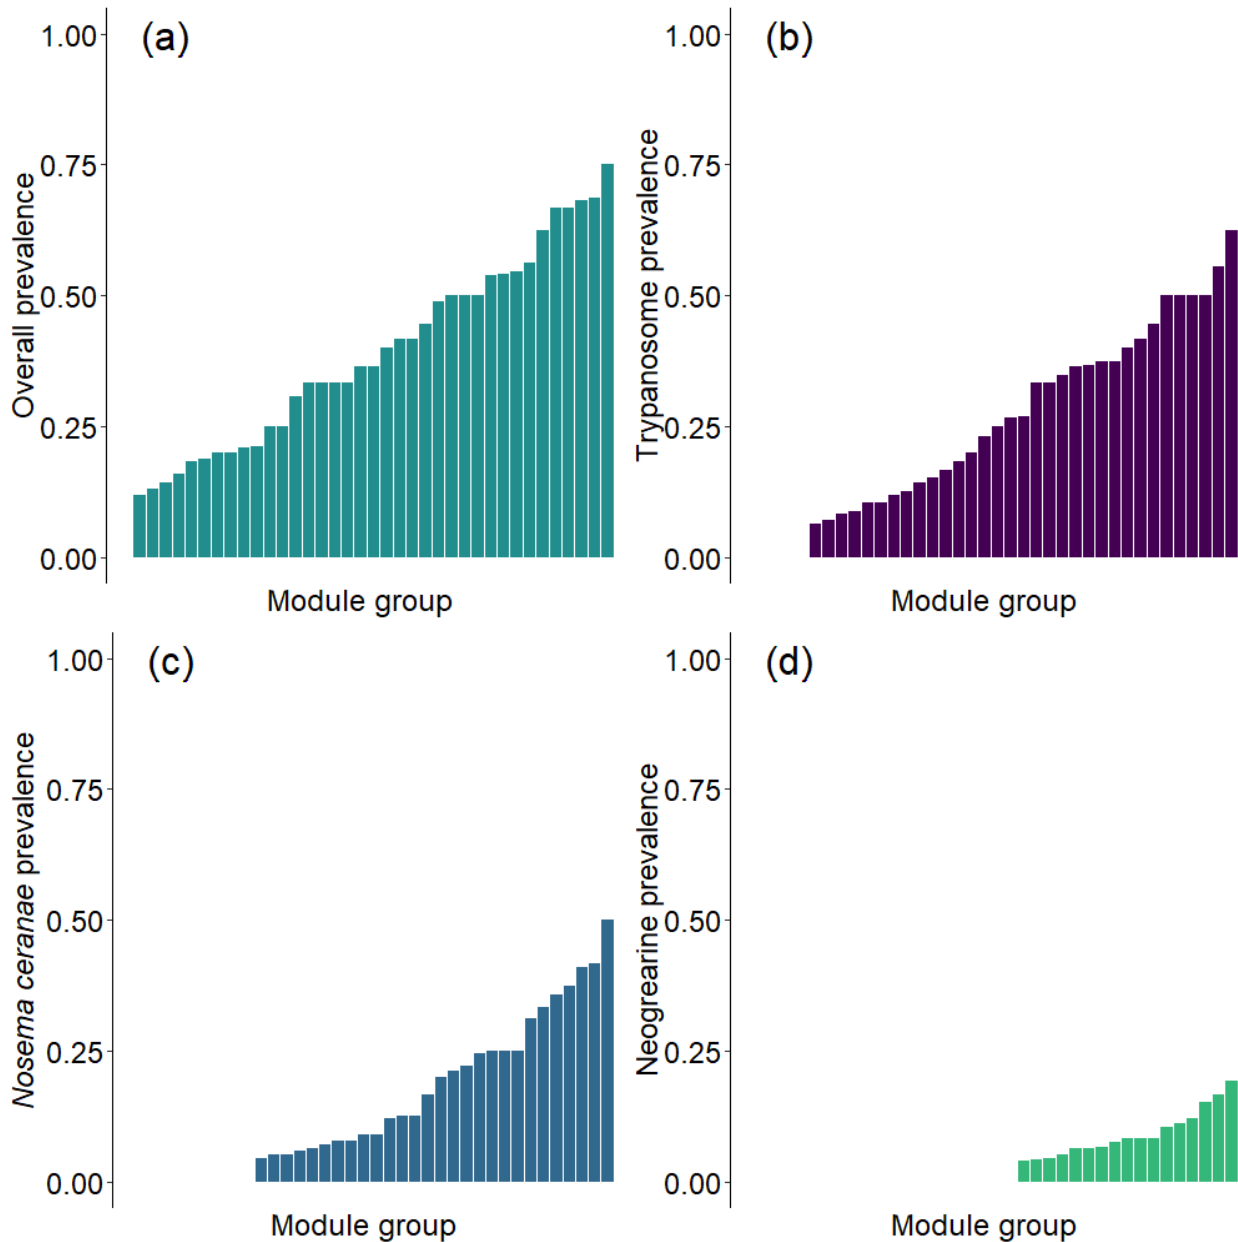 (a)
1.00
0.75
0.50
0.25
0.00
Overall prevalence
Module group
(b)
1.00
0.75
0.50
0.25
0.00
Trypanosome prevalence
Module group
(c)
1.00
0.75
0.50
0.25
0.00
Nosema ceranae prevalence
Module group
(d)
1.00
0.75
0.50
0.25
0.00
Neogrearine prevalence
Module group